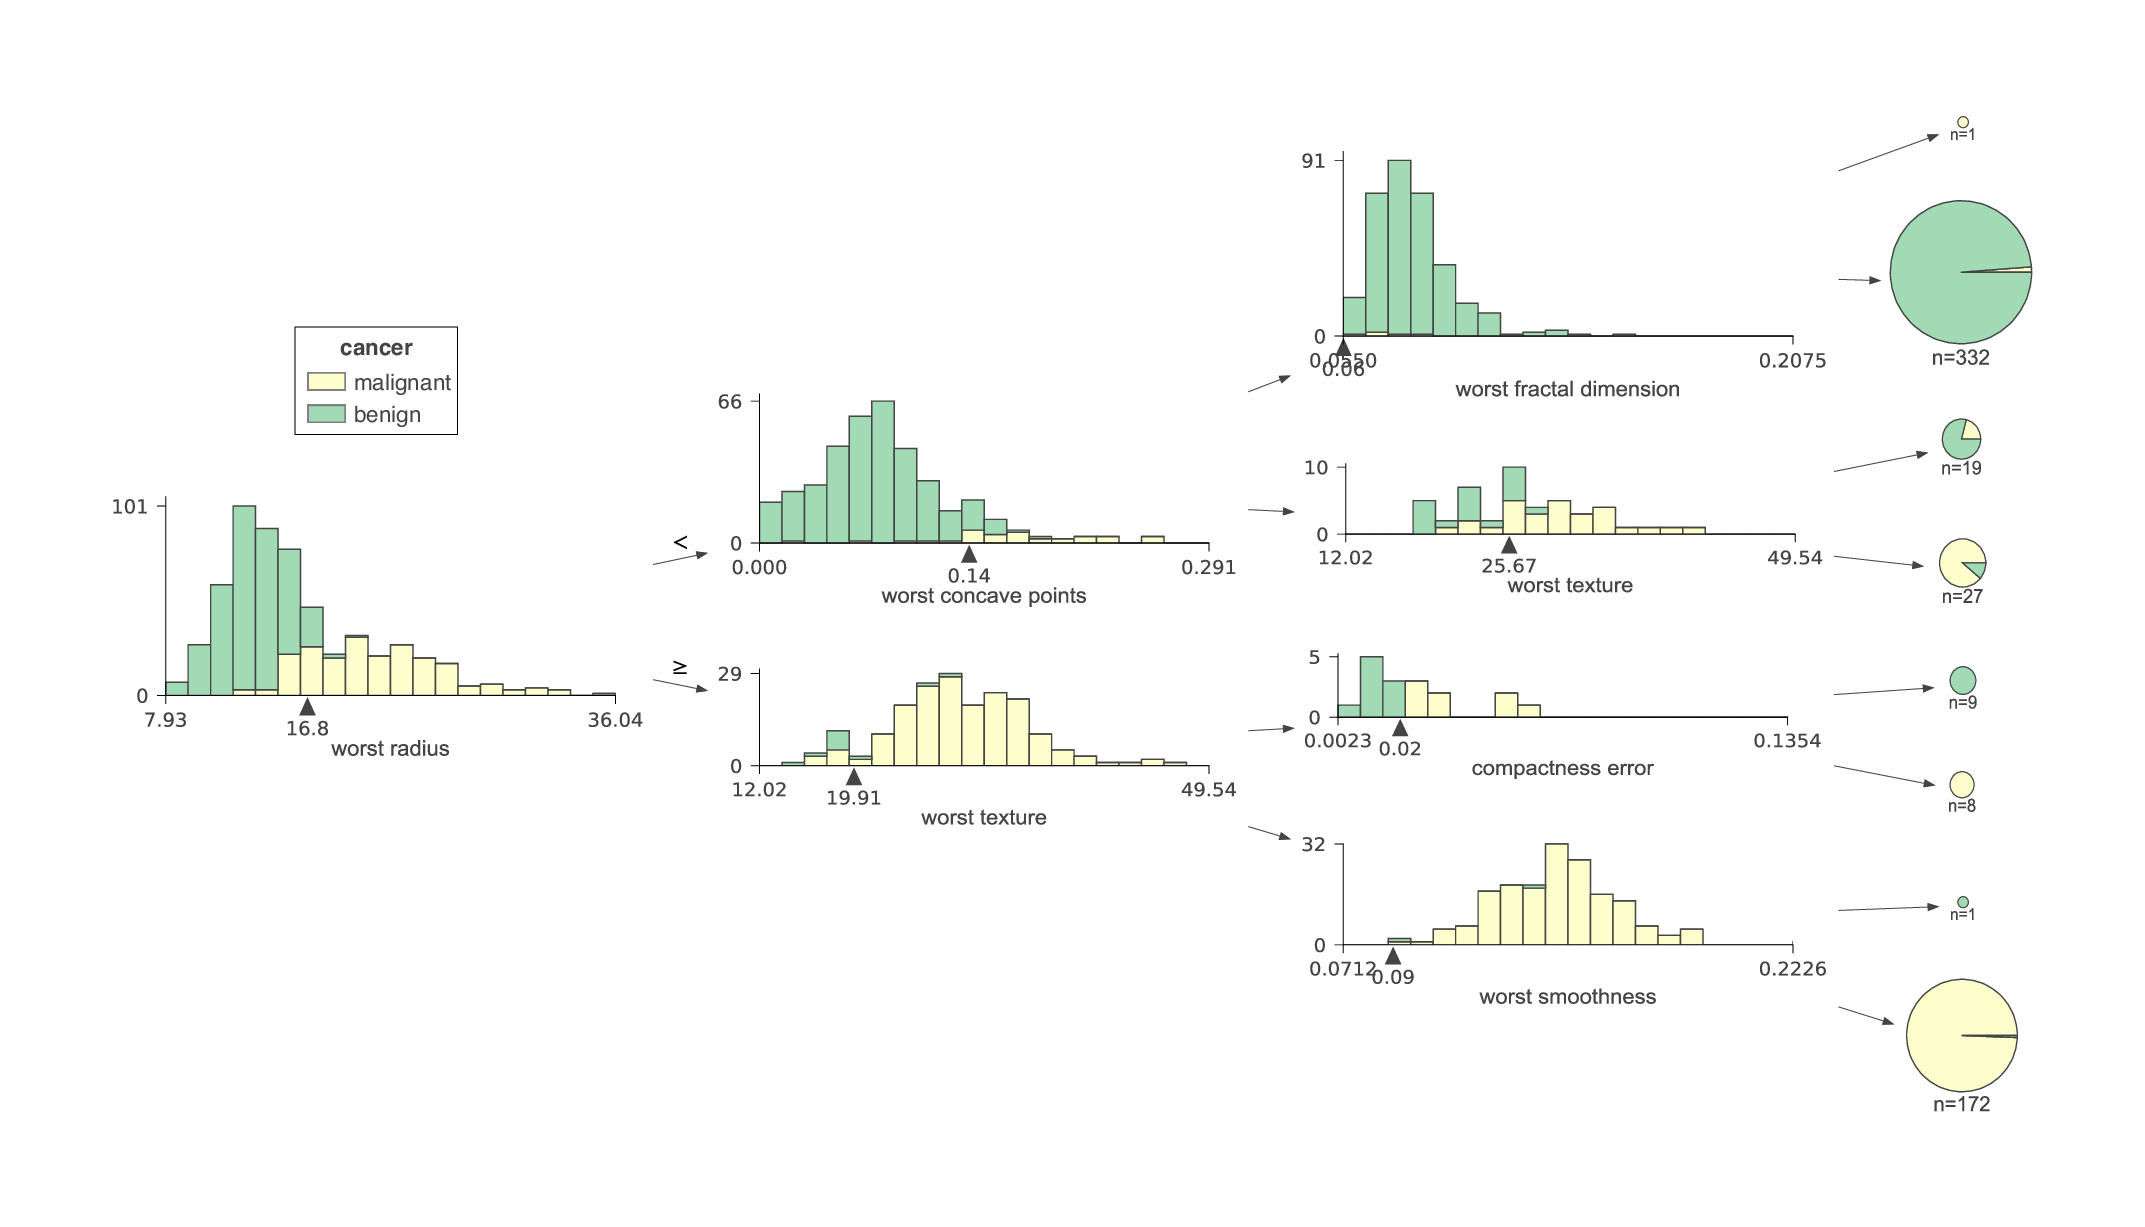 cancer
malignant
benign
101
0
7.93
36.04
16.8
worst radius
<
≥
66
0
0.000
0.291
0.14
worst concave points
29
0
12.02
49.54
19.91
worst texture
91
0
0.0550
0.2075
0.06
worst fractal dimension
10
0
12.02
49.54
25.67
worst texture
5
0
0.0023
0.1354
0.02
compactness error
32
0
0.0712
0.2226
0.09
worst smoothness
n=1
n=332
n=19
n=27
n=9
n=8
n=1
n=172